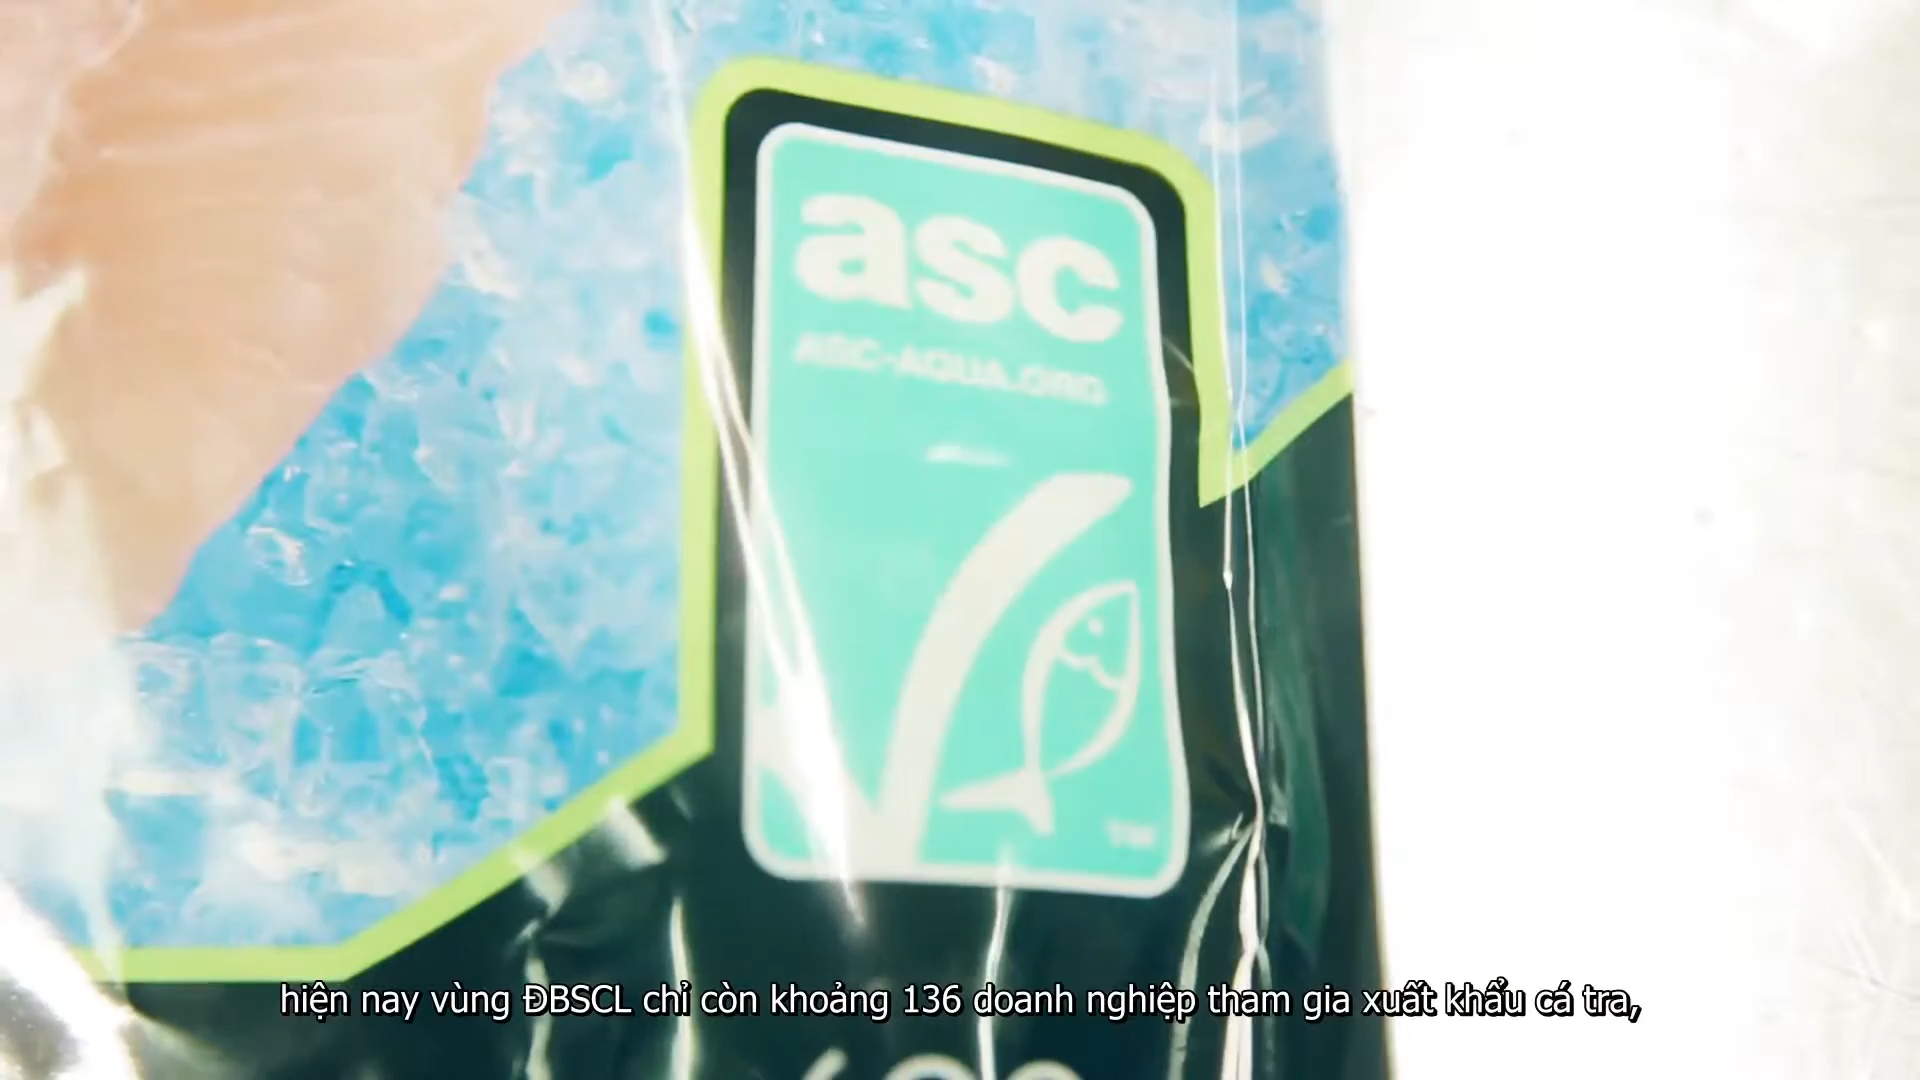 asc
ASC-AQUA.ORG
TM
hiện nay vùng ĐBSCL chỉ còn khoảng 136 doanh nghiệp tham gia xuất khẩu cá tra,